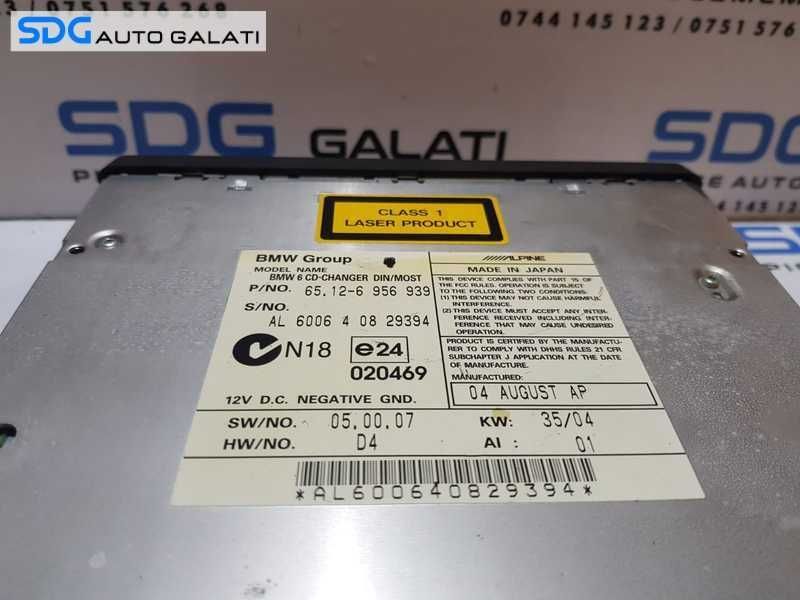 SDG AUTO GALATI
/ 0751 576 268
0744 145 123 / 0751 576
SDG
GALATI
SDG
CLASS 1
LASER PRODUCT
BMW Group
MODEL NAME
BMW 6 CD-CHANGER DIN/MOST
P/NO. 65.12-6 956 939
S/NO.
AL 6006 4 08 29394
N18 e24
020469
12V D.C. NEGATIVE GND.
ALPINE
MADE IN JAPAN
THIS DEVICE COMPLIES WITH PART 15 OF
THE FCC RULES. OPERATION IS SUBJECT
TO THE FOLLOWING TWO CONDITIONS:
(1) THIS DEVICE MAY NOT CAUSE HARMFUL
INTERFERENCE
(2) THIS DEVICE MUST ACCEPT ANY INTER-
FERENCE RECEIVED INCLUDING INTER-
FERENCE THAT MAY CAUSE UNDESIRED
OPERATION.
PRODUCT IS CERTIFIED BY THE MANUFACTU-
RER TO COMPLY WITH DHHS RULES 21 CFR
SUBCHAPTER J APPLICATION AT THE DATE
OF MANUFACTURE.
MANUFACTURED:
04 AUGUST AP
SW/NO. 05,00,07 KW: 35/04
HW/NO. D4 AI: 01
*AL600640829394*